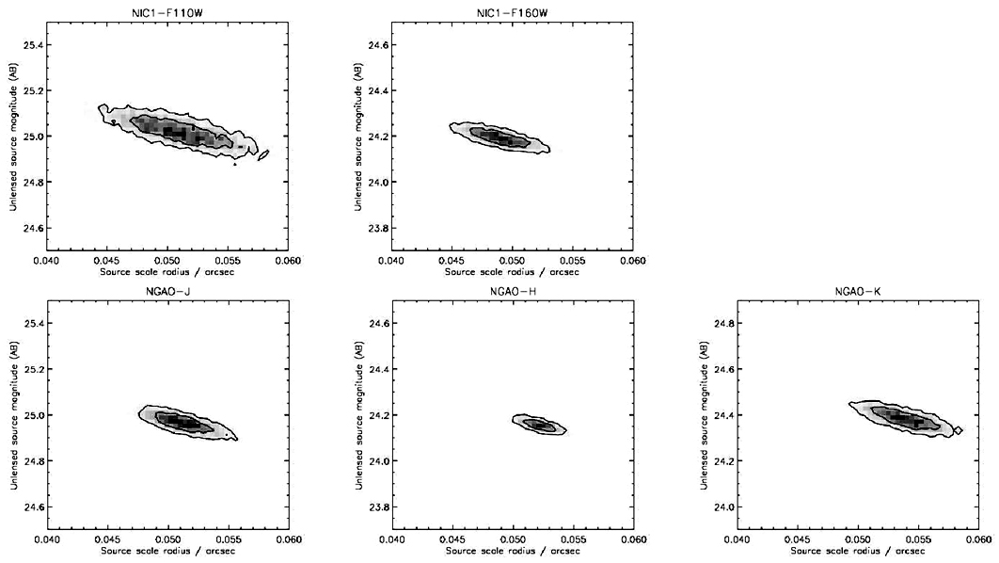 NIC1-F110W
NIC1-F160W
Unlensed source magnitude (AB)
25.4
25.2
25.0
24.8
24.6
0.040 0.045 0.050 0.055 0.060
Source scale radius / arcsec
Unlensed source magnitude (AB)
24.6
24.4
24.2
24.0
23.8
0.040 0.045 0.050 0.055 0.060
Source scale radius / arcsec
NGAO-J
NGAO-H
NGAO-K
Unlensed source magnitude (AB)
25.4
25.2
25.0
24.8
24.6
0.040 0.045 0.050 0.055 0.060
Source scale radius / arcsec
Unlensed source magnitude (AB)
24.6
24.4
24.2
24.0
23.8
0.040 0.045 0.050 0.055 0.060
Source scale radius / arcsec
Unlensed source magnitude (AB)
24.8
24.6
24.4
24.2
24.0
0.040 0.045 0.050 0.055 0.060
Source scale radius / arcsec